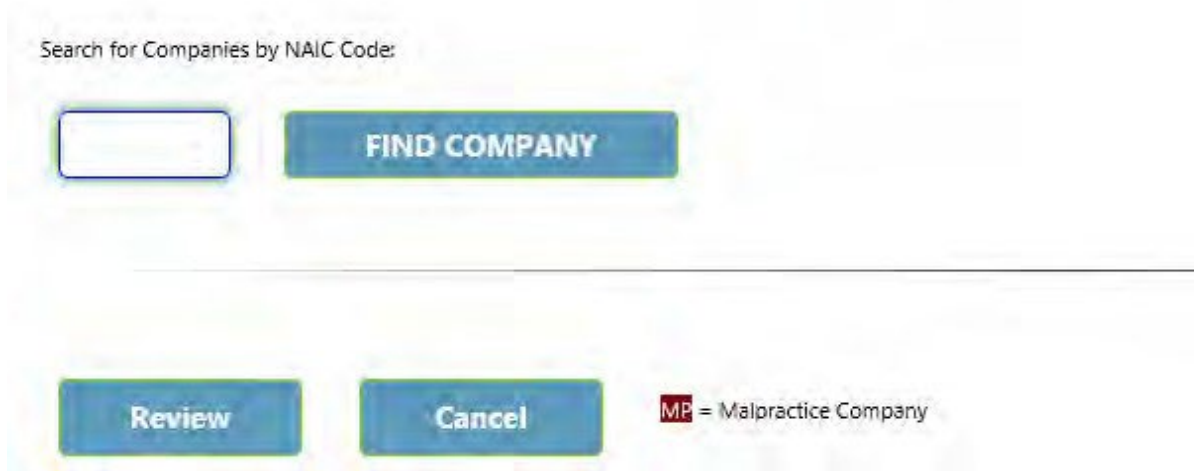 Search for Companies by NAIC Code:
FIND COMPANY
Review
Cancel
MP = Malpractice Company